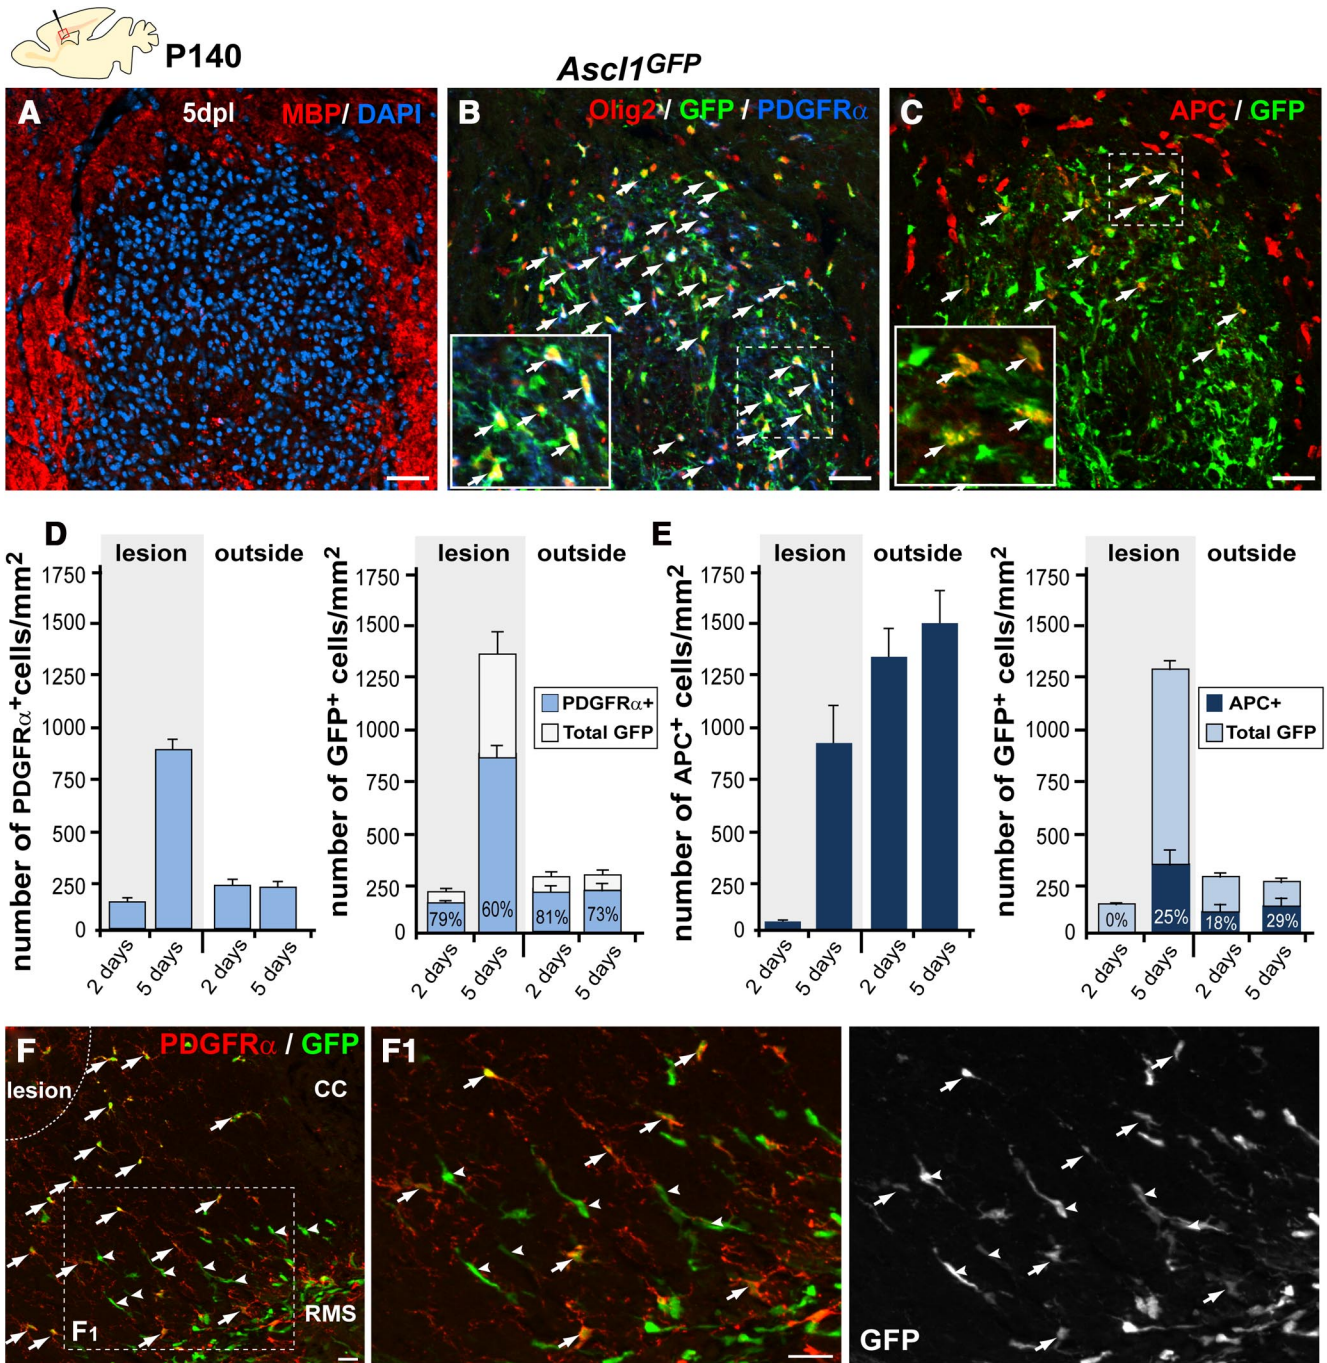 P140
Ascl1GFP
A
5dpl
MBP/ DAPI
B
Olig2 / GFP / PDGFRα
C
APC / GFP
D
lesion
outside
number of PDGFRα+cells/mm2
1750
1500
1250
1000
750
500
250
0
2 days
5 days
2 days
5 days
lesion
outside
number of GFP+ cells/mm2
1750
1500
1250
1000
750
500
250
0
PDGFRα+
Total GFP
79%
60%
81%
73%
2 days
5 days
2 days
5 days
E
lesion
outside
number of APC+ cells/mm2
1750
1500
1250
1000
750
500
250
0
2 days
5 days
2 days
5 days
lesion
outside
number of GFP+ cells/mm2
1750
1500
1250
1000
750
500
250
0
APC+
Total GFP
0%
25%
18%
29%
2 days
5 days
2 days
5 days
F
PDGFRα / GFP
lesion
CC
F1
RMS
F1
GFP